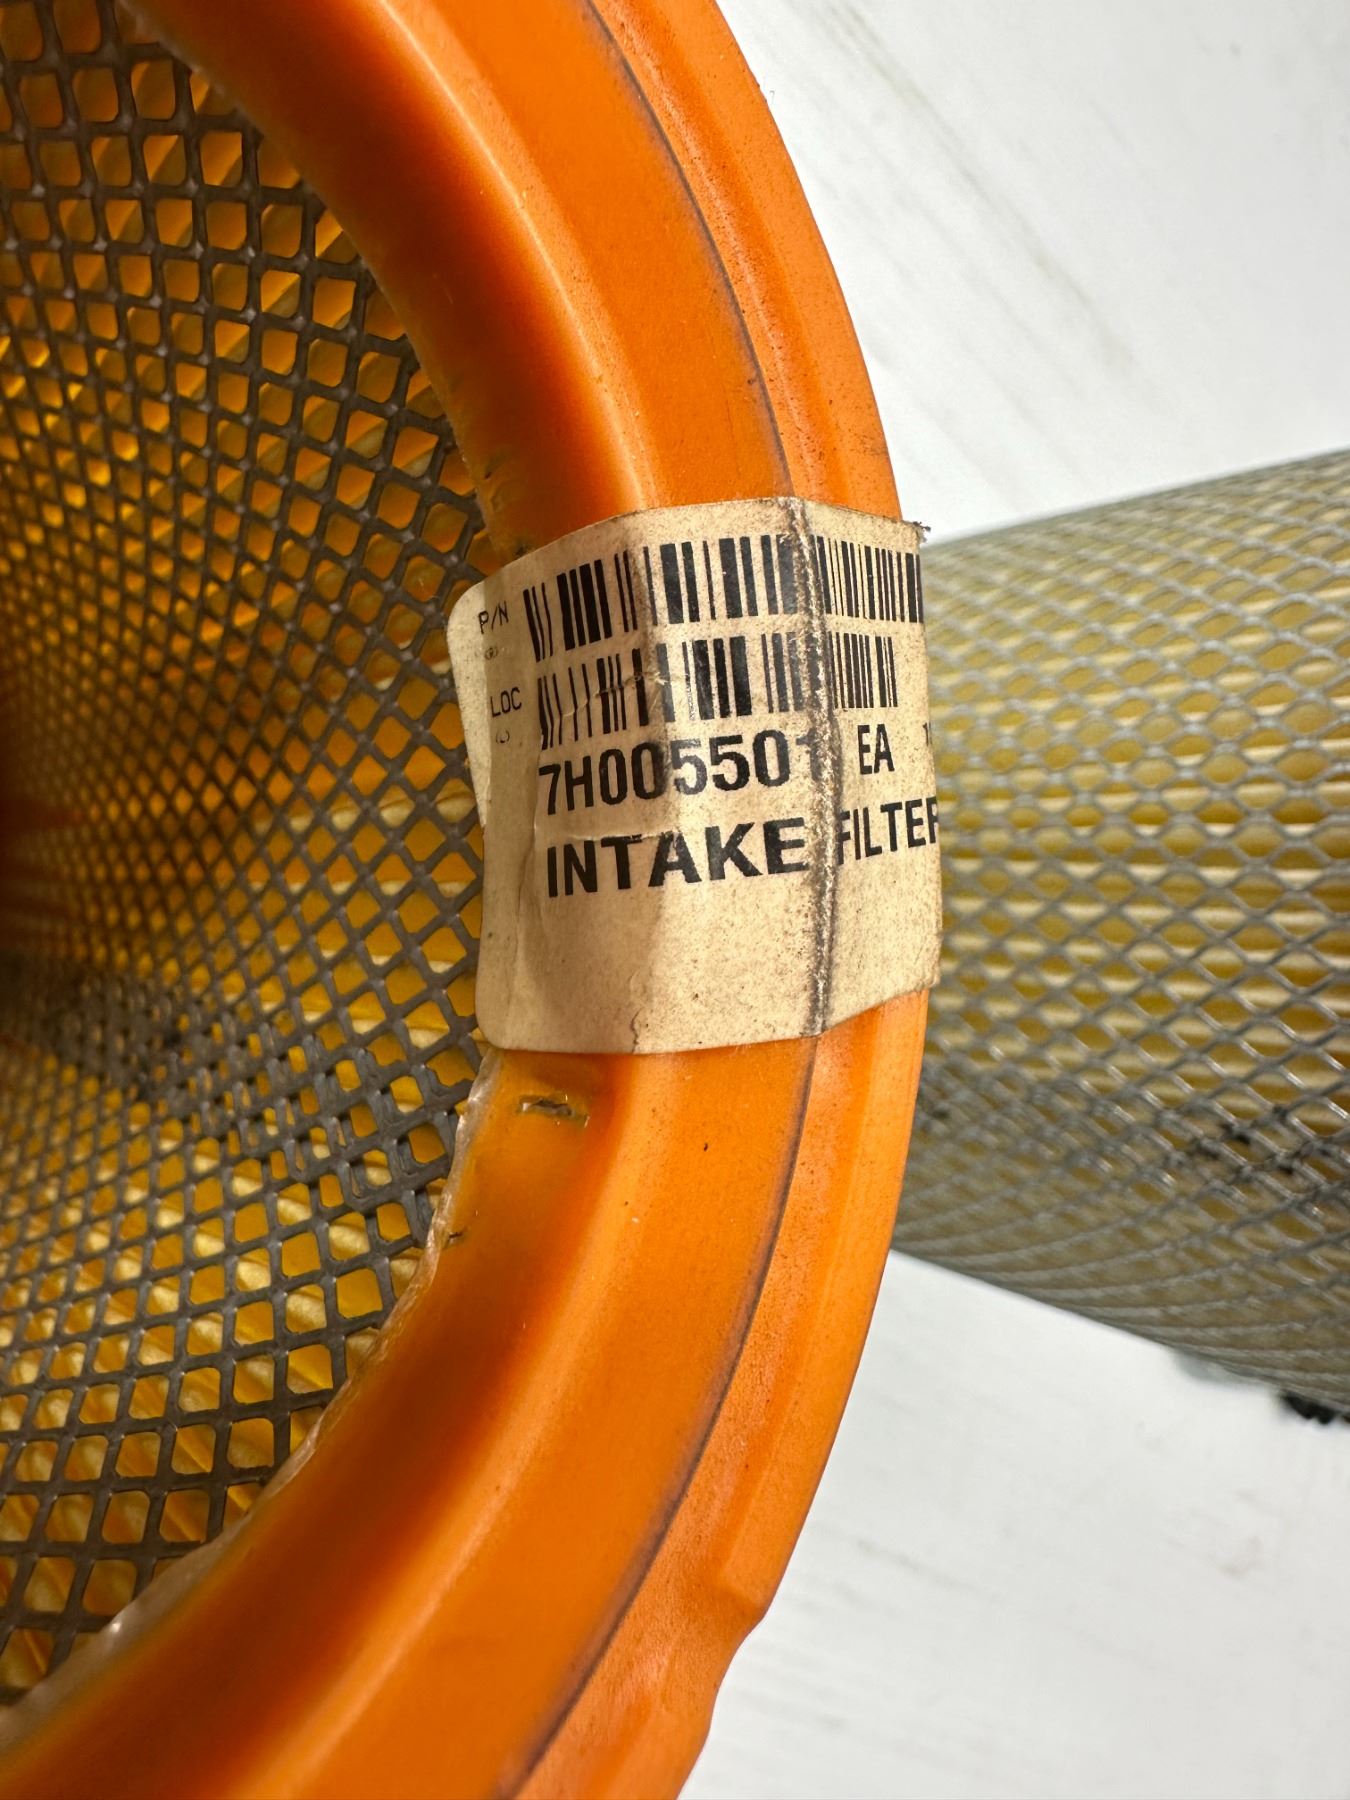 P/N
LOC
7H005501 EA
INTAKE FILTER